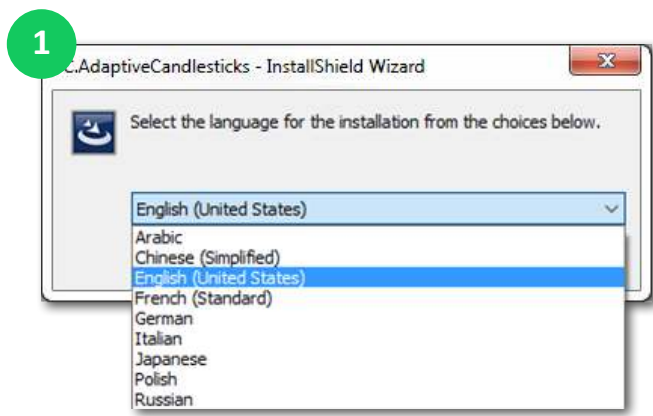 1
.AdaptiveCandlesticks - InstallShield Wizard
Select the language for the installation from the choices below.
English (United States)
Arabic
Chinese (Simplified)
English (United States)
French (Standard)
German
Italian
Japanese
Polish
Russian